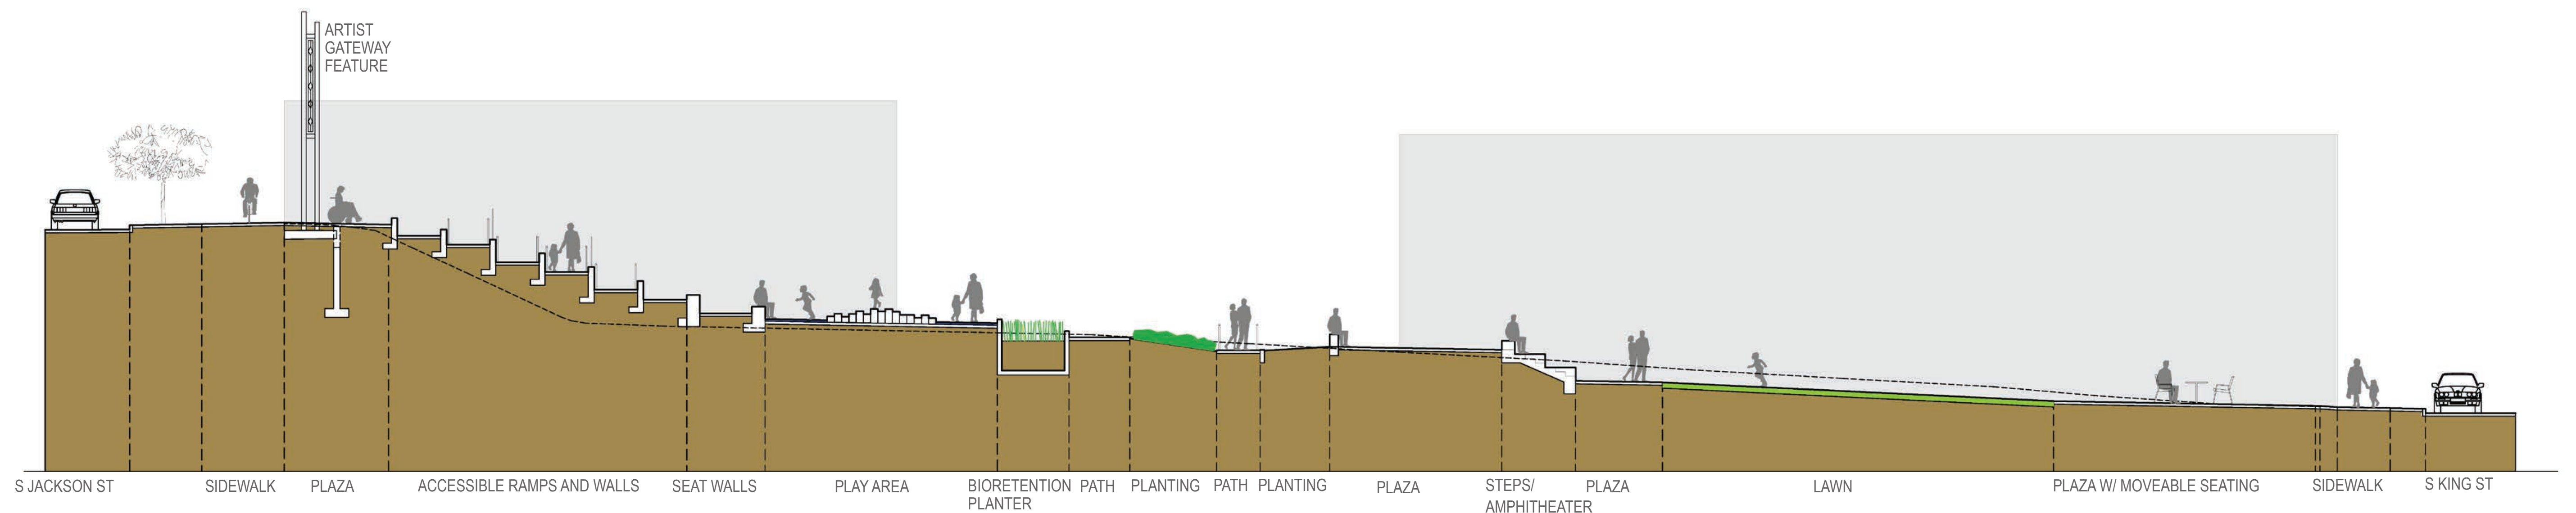 ARTIST
GATEWAY
FEATURE
S JACKSON ST
SIDEWALK
PLAZA
ACCESSIBLE RAMPS AND WALLS
SEAT WALLS
PLAY AREA
BIORETENTION
PLANTER
PATH
PLANTING
PATH
PLANTING
PLAZA
STEPS/
AMPHITHEATER
PLAZA
LAWN
PLAZA W/ MOVEABLE SEATING
SIDEWALK
S KING ST